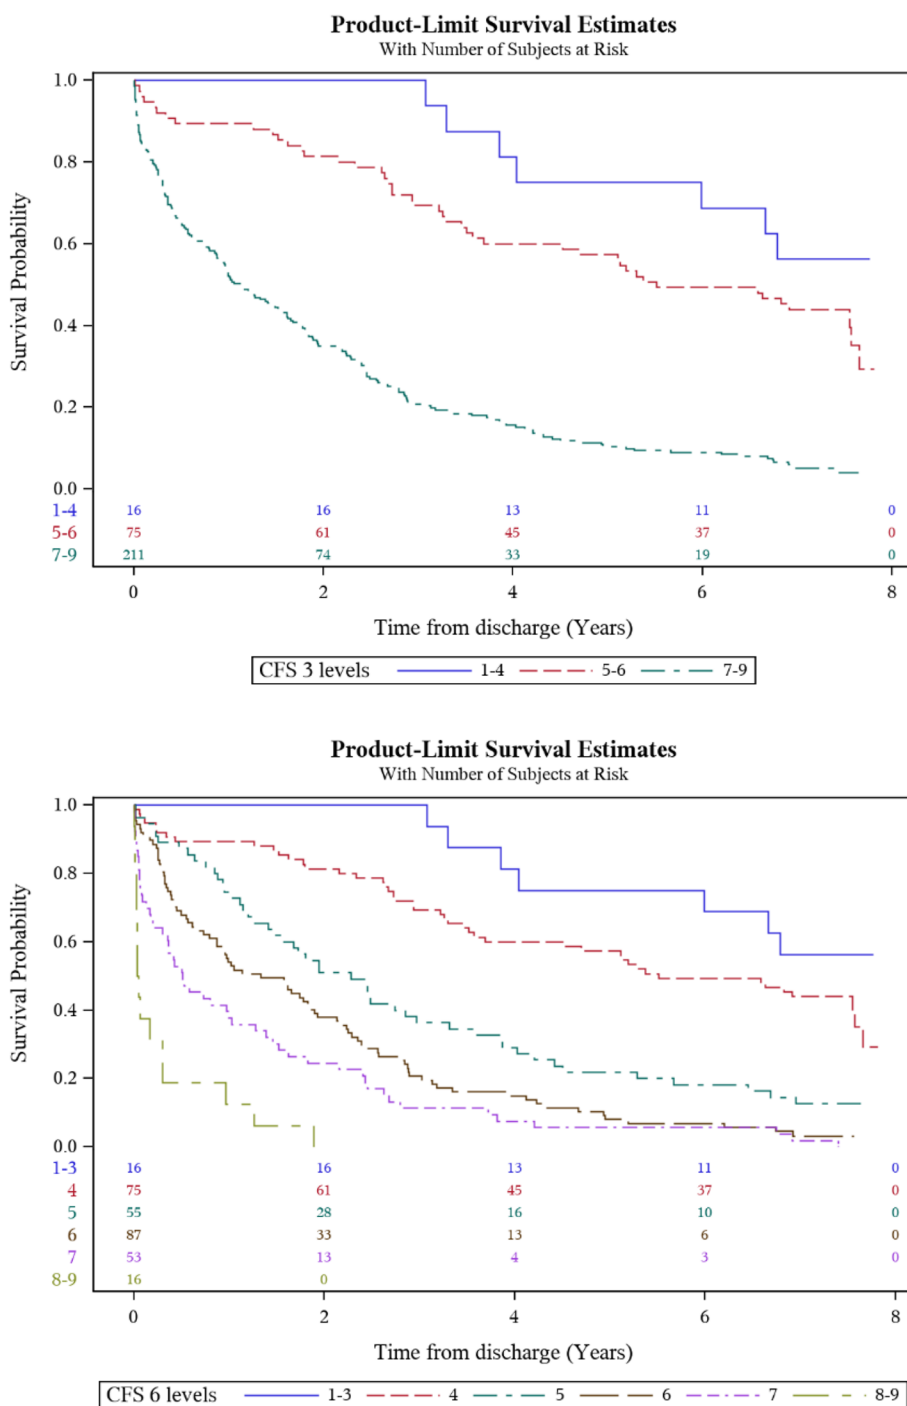 Product-Limit Survival Estimates
With Number of Subjects at Risk
Survival Probability
1.0
0.8
0.6
0.4
0.2
0.0
1-4 16 16 13 11 0
5-6 75 61 45 37 0
7-9 211 74 33 19 0
0 2 4 6 8
Time from discharge (Years)
CFS 3 levels 1-4 5-6 7-9
Product-Limit Survival Estimates
With Number of Subjects at Risk
Survival Probability
1.0
0.8
0.6
0.4
0.2
0.0
1-3 16 16 13 11 0
4 75 61 45 37 0
5 55 28 16 10 0
6 87 33 13 6 0
7 53 13 4 3 0
8-9 16 0
0 2 4 6 8
Time from discharge (Years)
CFS 6 levels 1-3 4 5 6 7 8-9